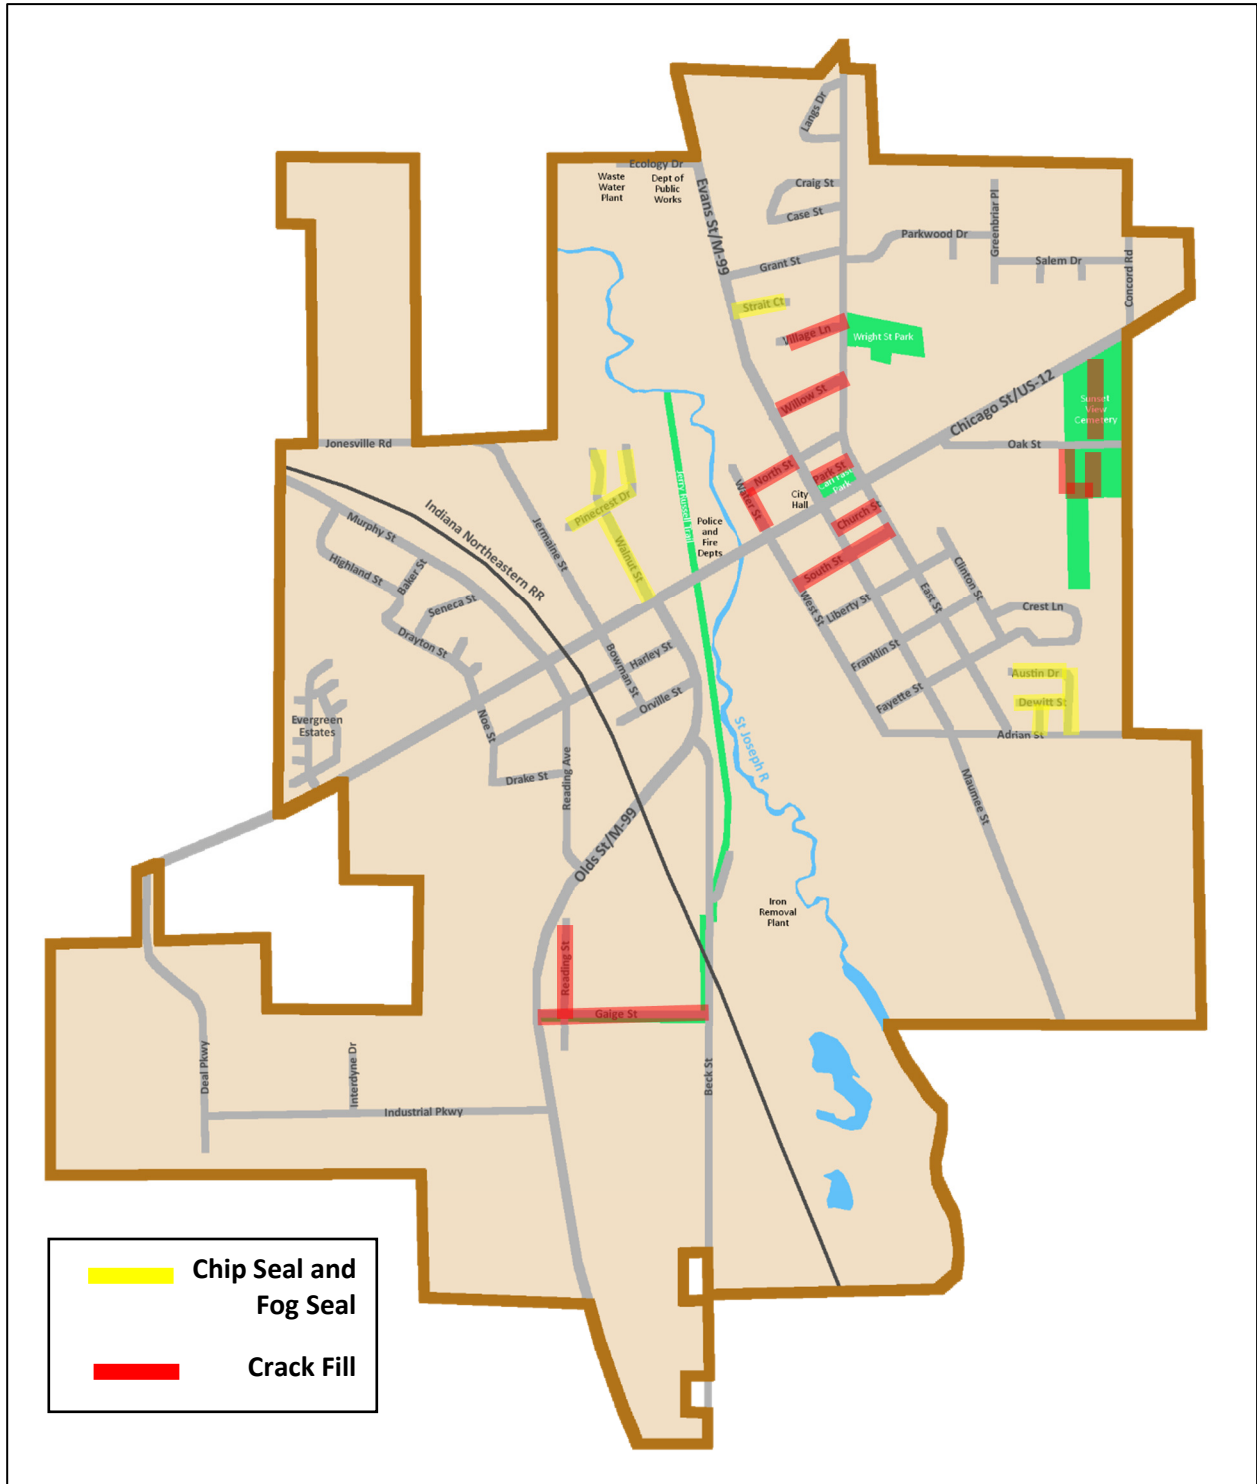 Langs Dr
Ecology Dr
Waste
Water
Plant
Dept of
Public
Works
Evans St/M-99
Craig St
Case St
Greenbriar Pl
Parkwood Dr
Grant St
Salem Dr
Concord Rd
Strait Ct
Village Ln
Wright St Park
Willow St
Chicago St/US-12
Sunset
View
Cemetery
Jonesville Rd
Oak St
Jerry Russell Trail
North St
Park St
Park
Pinecrest Dr
Water St
City
Hall
Indiana Northeastern RR
Murphy St
Jermaine St
Church St
Police
and
Fire
Depts
Walnut St
Highland St
Baker St
South St
Clinton St
Seneca St
West St
Liberty St
East St
Crest Ln
Drayton St
Harley St
Bowman St
Franklin St
Austin Dr
Orville St
Fayette St
Dewitt St
Evergreen
Estates
Noe St
St Joseph R
Adrian St
Drake St
Reading Ave
Maumee St
Olds St/M-99
Iron
Removal
Plant
Reading St
Gaige St
Deal Pkwy
Interdyne Dr
Beck St
Industrial Pkwy
Chip Seal and
Fog Seal
Crack Fill